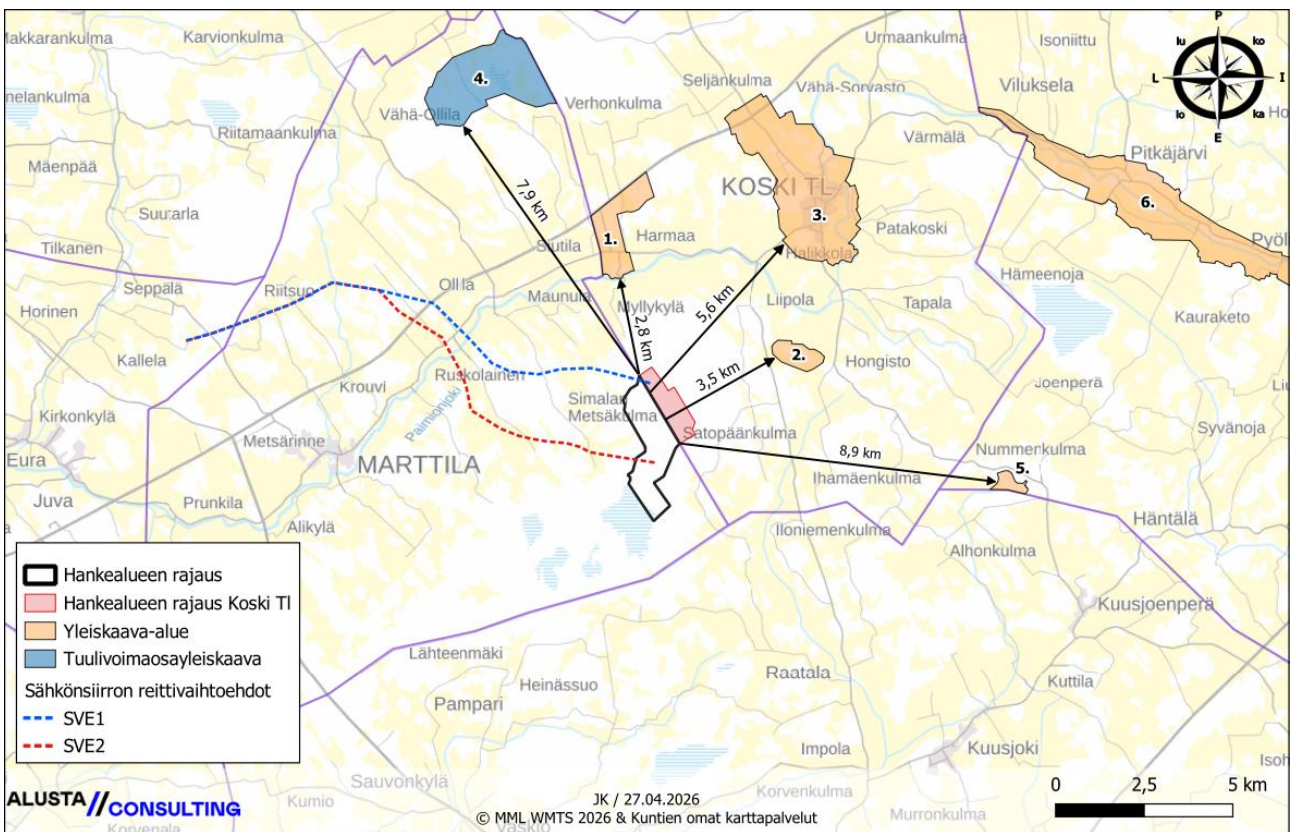 Makkarankulma
Karvionkulma
Urmaankulma
Isoniittu
P
lu
ko
L
I
lo
ka
E
4.
Seljänkulma
Vähä-Sorvasto
Viluksela
Vähä-Ollila
Verhonkulma
Riitamaankulma
Värmälä
Pitkäjärvi
Mäenpää
7,9 km
KOSKI TL
6.
Suutarla
3.
1.
Harmaa
Patakoski
Tilkanen
Siutila
Halikkola
Hämeenoja
Seppälä
Riitsuo
Ollila
Maunula
Myllykylä
Liipola
Tapala
Horinen
2,8 km
5,6 km
Kauraketo
Kallela
2.
Hongisto
Ruskolainen
3,5 km
Joenperä
Krouvi
Simalan
Metsäkulma
Kirkonkylä
Paimionjoki
Metsärinne
Satopäänkulma
Syvänoja
Eura
MARTTILA
Nummenkulma
8,9 km
5.
Juva
Prunkila
Ihamäenkulma
Alikylä
Iloniemenkulma
Häntälä
Alhonkulma
Hankealueen rajaus
Hankealueen rajaus Koski Tl
Yleiskaava-alue
Tuulivoimaosayleiskaava
Sähkönsiirron reittivaihtoehdot
SVE1
SVE2
Kuusjoenperä
Lähteenmäki
Raatala
Heinässuo
Kuttila
Pampari
Impola
Kuusjoki
Sauvonkylä
Korvenkulma
0 2,5 5 km
ALUSTA//CONSULTING
Kumio
JK / 27.04.2026
© MML WMTS 2026 & Kuntien omat karttapalvelut
Murronkulma
Vaskio